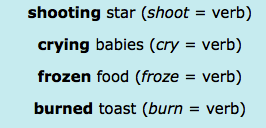 shooting star (shoot = verb)
crying babies (cry = verb)
frozen food (froze = verb)
burned toast (burn = verb)